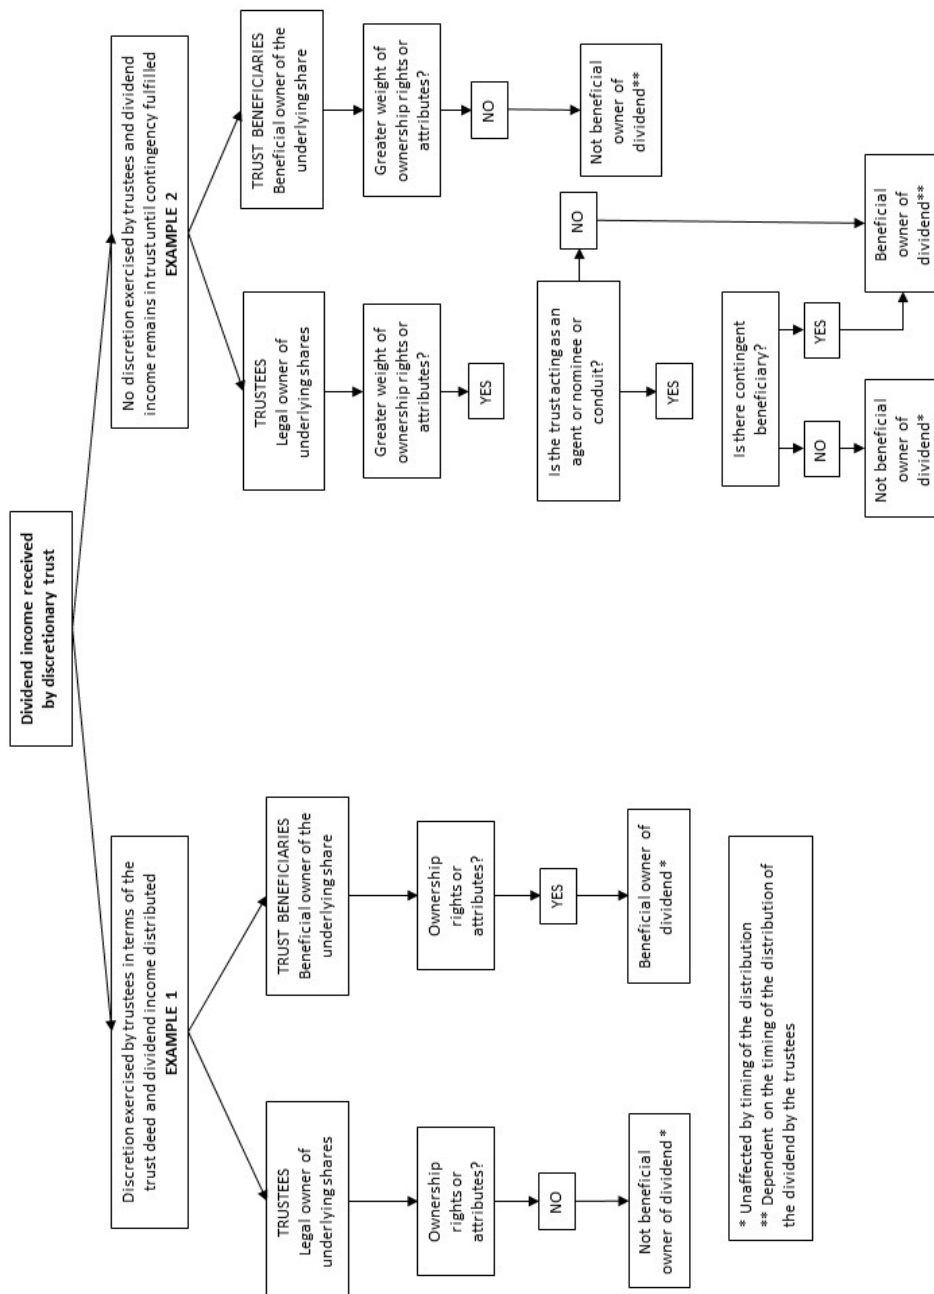 Dividend income received
by discretionary trust
Discretion exercised by trustees in terms of the
trust deed and dividend income distributed
EXAMPLE 1
No discretion exercised by trustees and dividend
income remains in trust until contingency fulfilled
EXAMPLE 2
TRUSTEES
Legal owner of
underlying shares
TRUST BENEFICIARIES
Beneficial owner of the
underlying share
TRUSTEES
Legal owner of
underlying shares
TRUST BENEFICIARIES
Beneficial owner of the
underlying share
Ownership
rights or
attributes?
Ownership
rights or
attributes?
Greater weight of
ownership rights or
attributes?
Greater weight of
ownership rights or
attributes?
NO
YES
YES
NO
Not beneficial
owner of dividend*
Beneficial owner of
dividend*
Is the trust acting as an
agent or nominee or
conduit?
NO
Not beneficial
owner of
dividend**
YES
Is there contingent
beneficiary?
NO
YES
Not beneficial
owner of
dividend*
Beneficial
owner of
dividend**
* Unaffected by timing of the distribution
** Dependent on the timing of the distribution of
the dividend by the trustees